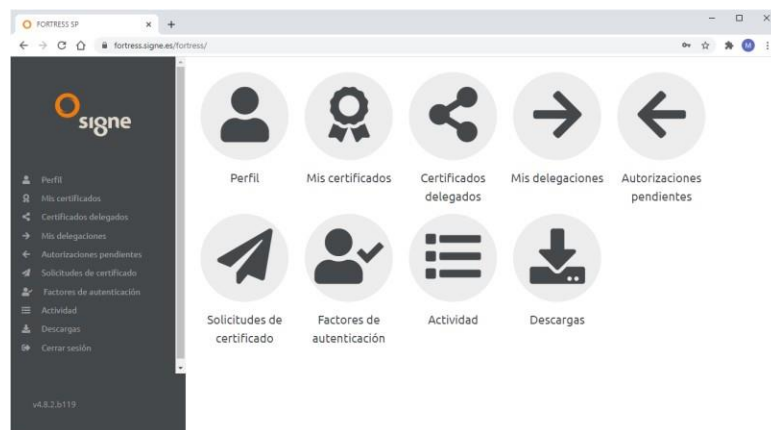 FORTRESS SP
fortress.signe.es/fortress/
M
signe
Perfil
Mis certificados
Certificados delegados
Mis delegaciones
Autorizaciones pendientes
Solicitudes de certificado
Factores de autenticación
Actividad
Descargas
Cerrar sesión
v4.8.2.b119
Perfil
Mis certificados
Certificados
delegados
Mis delegaciones
Autorizaciones
pendientes
Solicitudes de
certificado
Factores de
autenticación
Actividad
Descargas